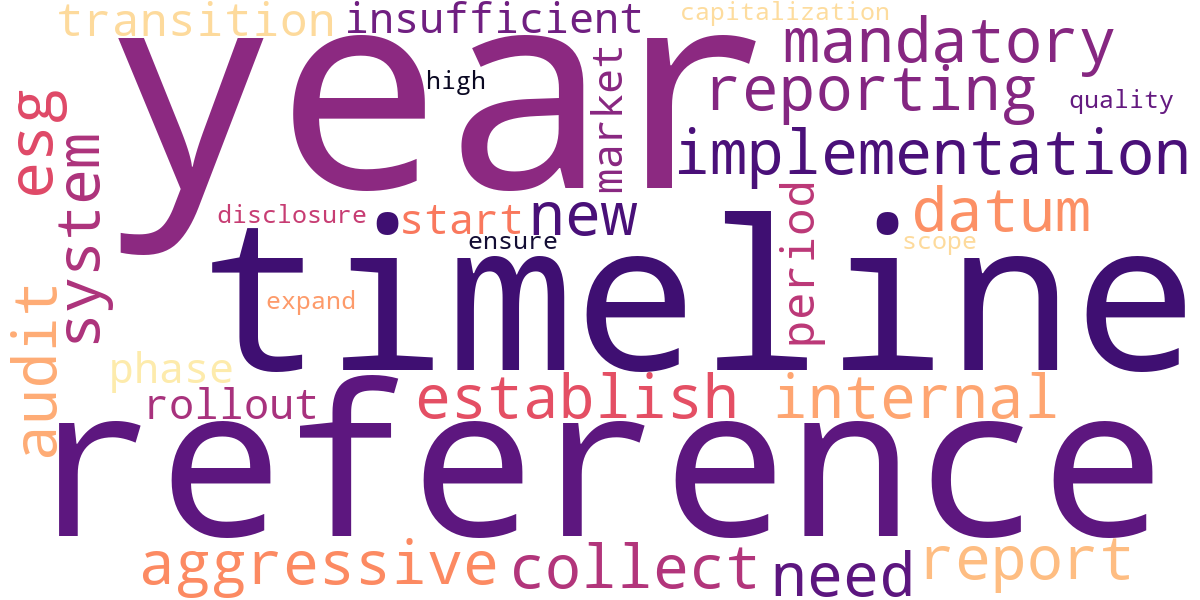 transition
insufficient
capitalization
year
mandatory
high
market
reporting
quality
esg
system
implementation
disclosure
start
new
period
datum
ensure
scope
timeline
expand
audit
phase
rollout
establish
internal
reference
aggressive
collect
need
report